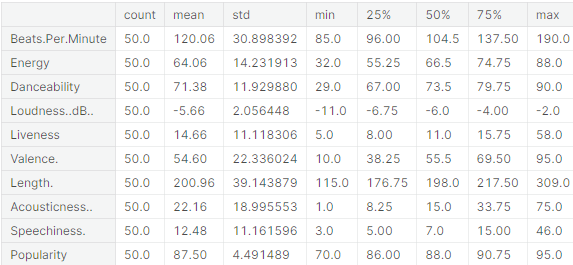 count mean std min 25% 50% 75% max
Beats.Per.Minute 50.0 120.06 30.898392 85.0 96.00 104.5 137.50 190.0
Energy 50.0 64.06 14.231913 32.0 55.25 66.5 74.75 88.0
Danceability 50.0 71.38 11.929880 29.0 67.00 73.5 79.75 90.0
Loudness..dB.. 50.0 -5.66 2.056448 -11.0 -6.75 -6.0 -4.00 -2.0
Liveness 50.0 14.66 11.118306 5.0 8.00 11.0 15.75 58.0
Valence. 50.0 54.60 22.336024 10.0 38.25 55.5 69.50 95.0
Length. 50.0 200.96 39.143879 115.0 176.75 198.0 217.50 309.0
Acousticness.. 50.0 22.16 18.995553 1.0 8.25 15.0 33.75 75.0
Speechiness. 50.0 12.48 11.161596 3.0 5.00 7.0 15.00 46.0
Popularity 50.0 87.50 4.491489 70.0 86.00 88.0 90.75 95.0